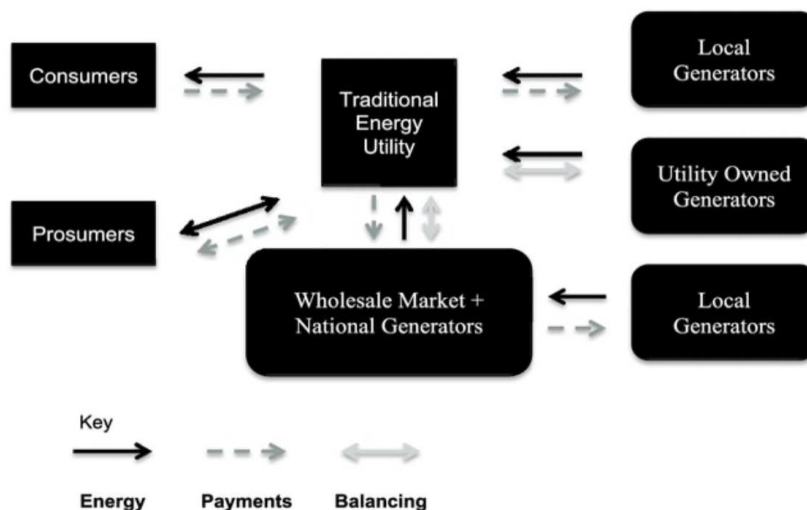 Consumers
Traditional
Energy
Utility
Local
Generators
Utility Owned
Generators
Prosumers
Wholesale Market +
National Generators
Local
Generators
Key
Energy
Payments
Balancing